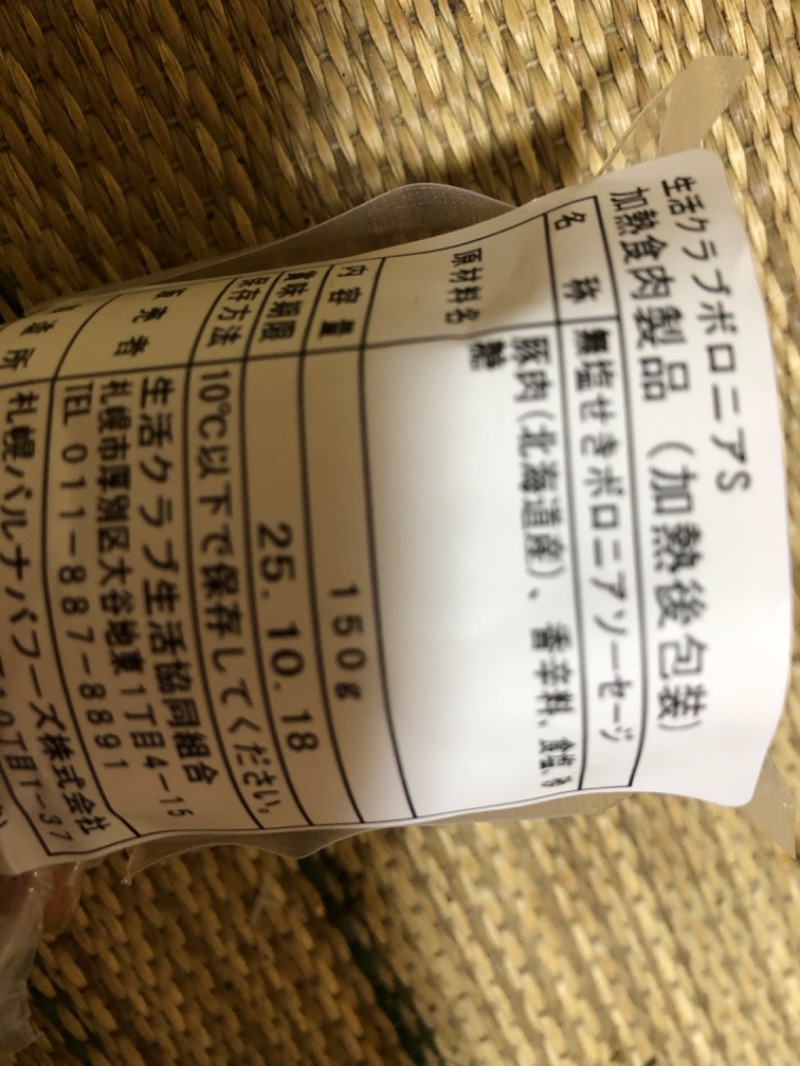 生活クラブボロニアS
加熱食肉製品 (加熱後包装)
名称 無塩せきボロニアソーセージ
原材料名 豚肉(北海道産)、香辛料、食塩、
糖
内容量 150g
賞味期限 25.10.18
保存方法 10℃以下で保存してください。
販売者 生活クラブ生活協同組合
札幌市厚別区大谷地東1丁目4-15
TEL 011-887-8891
札幌バルナバフーズ株式会社
丁目1-37